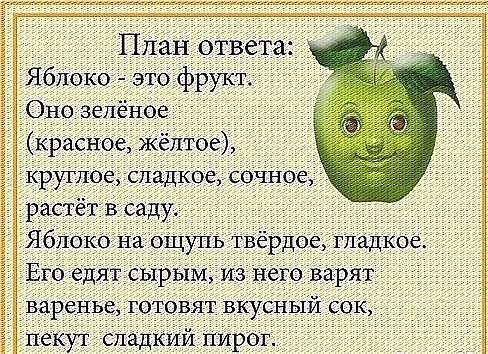 План ответа:
Яблоко - это фрукт.
Оно зелёное
(красное, жёлтое),
круглое, сладкое, сочное,
растёт в саду.
Яблоко на ощупь твёрдое, гладкое.
Его едят сырым, из него варят
варенье, готовят вкусный сок,
пекут сладкий пирог.